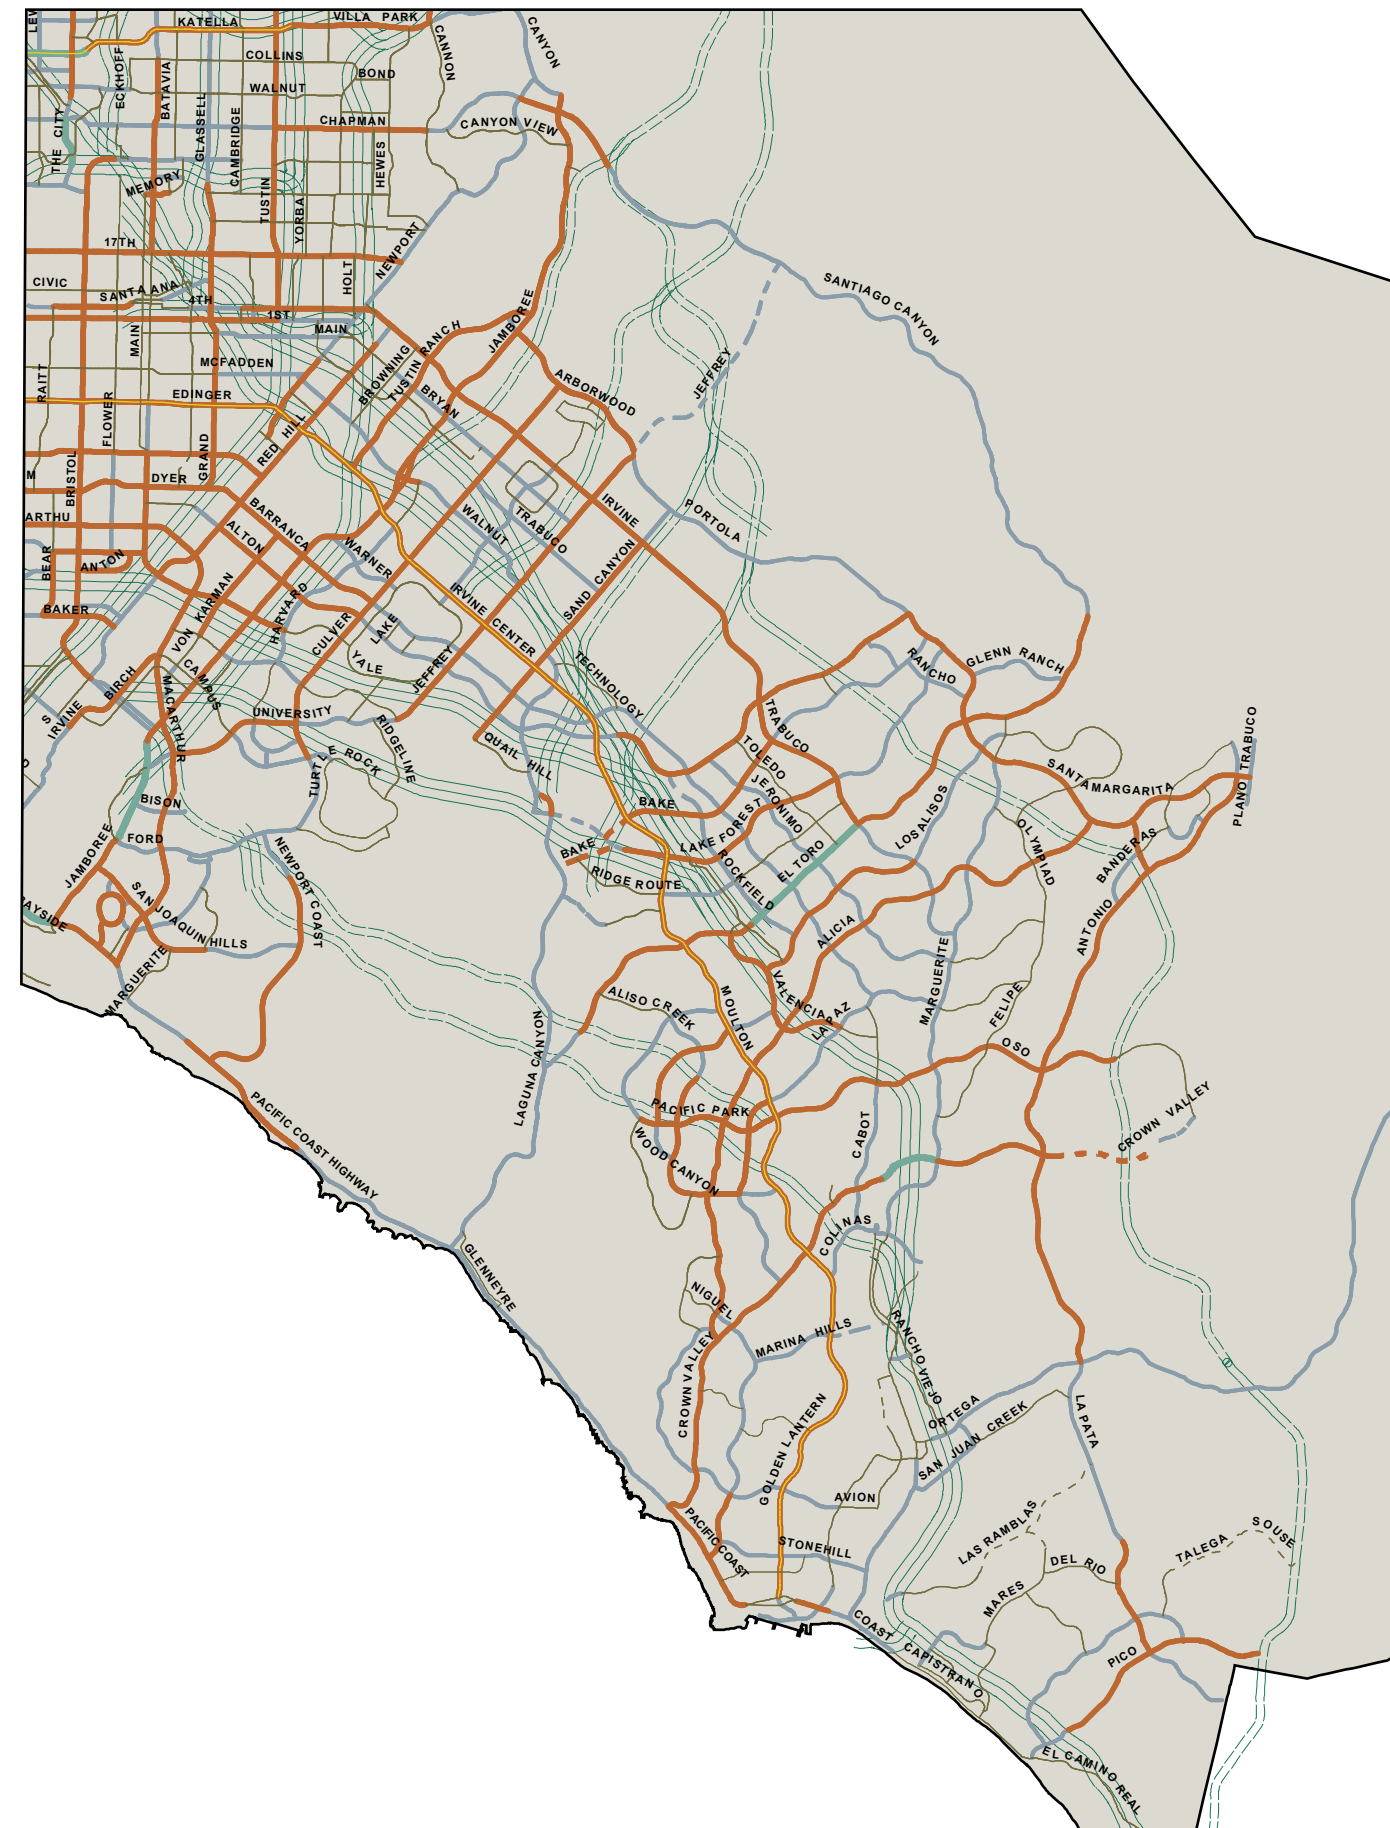 KATELLA
VILLA PARK
CANYON
CANNON
COLLINS
BOND
ECKHOFF
BATAVIA
WALNUT
THE CITY
GLASSELL
CAMBRIDGE
CHAPMAN
CANYON VIEW
HEWES
MEMORY
TUSTIN
YORBA
17TH
NEWPORT
CIVIC
SANTA ANA
4TH
HOLT
1ST
MAIN
MAIN
SANTIAGO CANYON
JAMBOREE
TUSTIN RANCH
BROWNING
MCFADDEN
RAITT
EDINGER
FLOWER
BRYAN
ARBORWOOD
JEFFREY
RED HILL
GRAND
M
DYER
BRISTOL
BARRANCA
ALTON
WALNUT
TRABUCO
IRVINE
PORTOLA
ARTHU
BEAR
ANTON
WARNER
BAKER
VON KARMAN
HARVARD
CULVER
LAKE
YALE
IRVINE CENTER
SAND CANYON
JEFFREY
TECHNOLOGY
RANCHO
GLENN RANCH
BIRCH
S
IRVINE
CAMPUS
MACARTHUR
UNIVERSITY
RIDGELINE
TURTLE ROCK
QUAIL HILL
TRABUCO
TOLEDO
JERONIMO
PLANO TRABUCO
SANTA MARGARITA
BISON
FORD
JAMBOREE
BAKE
BAKE
LAKE FOREST
RIDGE ROUTE
ROCKFIELD
EL TORO
LOS ALISOS
OLYMPIAD
BANDERAS
ANTONIO
NEWPORT COAST
SAN JOAQUIN HILLS
AYSIDE
MARGUERITE
ALICIA
MARGUERITE
VALENCIA
LA PAZ
ALISO CREEK
MOULTON
FELIPE
OSO
LAGUNA CANYON
PACIFIC COAST HIGHWAY
PACIFIC PARK
WOOD CANYON
CABOT
CROWN VALLEY
COLINAS
GLENNEYRE
NIGUEL
MARINA HILLS
CROWN VALLEY
RANCHO VIEJO
GOLDEN LANTERN
ORTEGA
SAN JUAN CREEK
LA PATA
AVION
PACIFIC COAST
STONEHILL
LAS RAMBLAS
DEL RIO
TALEGA
SOUSE
MARES
COAST
CAPISTRANO
PICO
EL CAMINO REAL